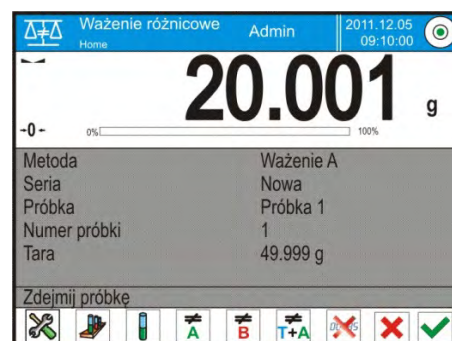 Ważenie różnicowe Admin 2011.12.05
Home 09:10:00
20.001 g
-0- 0% 100%
Metoda Ważenie A
Seria Nowa
Próbka Próbka 1
Numer próbki 1
Tara 49.999 g
Zdejmij próbkę
A B T+A